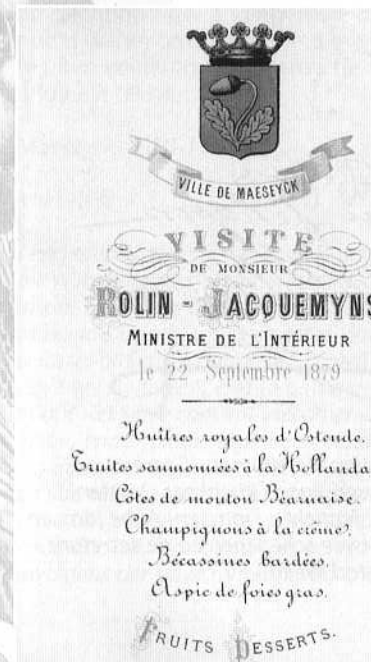 VILLE DE MAESEYCK
VISITE
DE MONSIEUR
ROLIN - JACQUEMYNS
MINISTRE DE L'INTÉRIEUR
le 22 Septembre 1879
Huîtres royales d'Ostende.
Truites saumonnées à la Hollanda
Côtes de mouton Béarnaise.
Champignons à la crème.
Bécassines bardées.
Aspic de foies gras.
FRUITS DESSERTS.